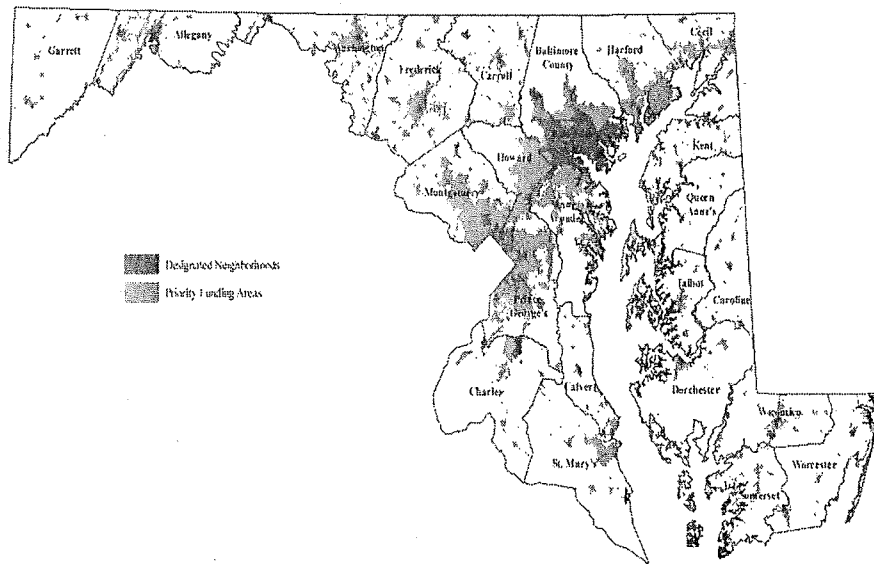 Garrett
Allegany
Washington
Frederick
Carroll
Baltimore
County
Harford
Cecil
Howard
Montgomery
Kent
Queen
Anne's
Talbot
Caroline
Designated Neighborhoods
Priority Funding Areas
Prince
George's
Charles
Calvert
Dorchester
St. Mary's
Wicomico
Worcester
Somerset